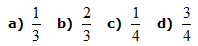 a) 1/3 b) 2/3 c) 1/4 d) 3/4